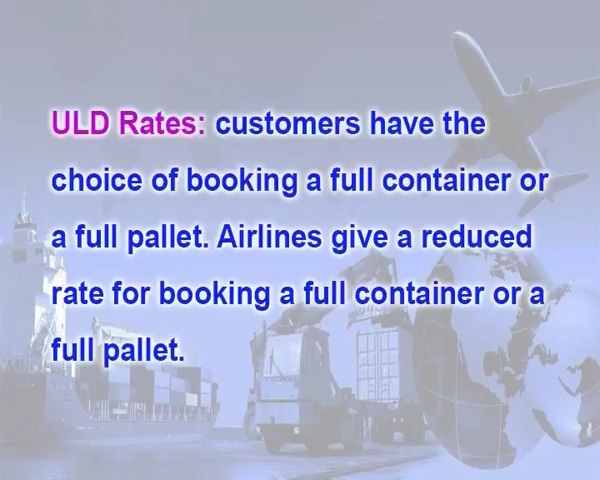 ULD Rates: customers have the
choice of booking a full container or
a full pallet. Airlines give a reduced
rate for booking a full container or a
full pallet.